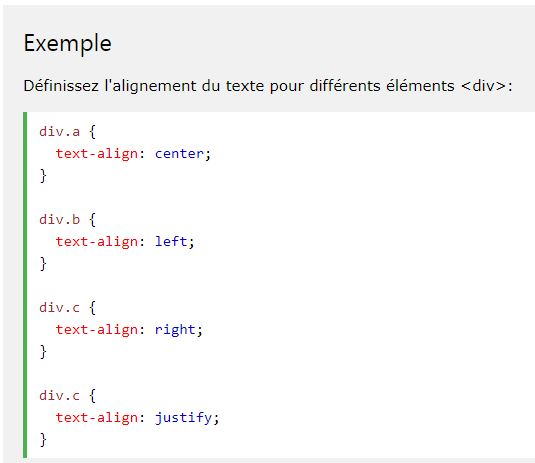 Exemple
Définissez l'alignement du texte pour différents éléments <div>:
div.a {
  text-align: center;
}
div.b {
  text-align: left;
}
div.c {
  text-align: right;
}
div.c {
  text-align: justify;
}